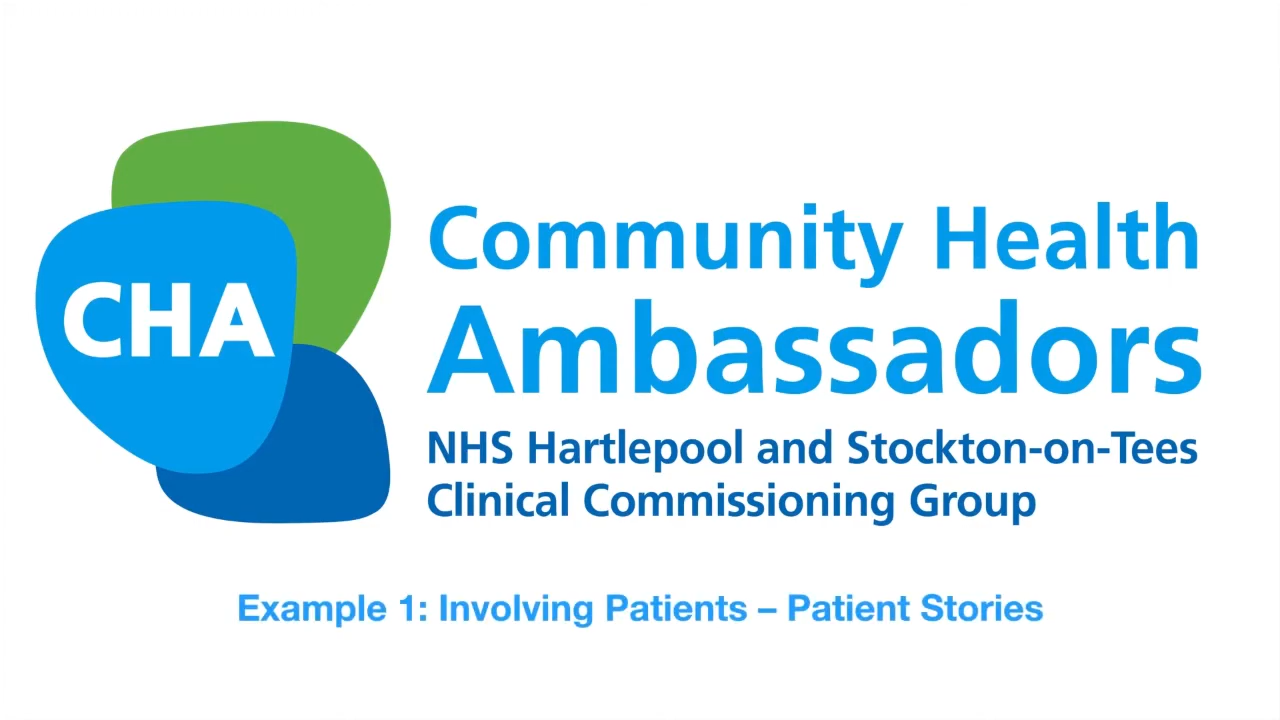 CHA
Community Health
Ambassadors
NHS Hartlepool and Stockton-on-Tees
Clinical Commissioning Group
Example 1: Involving Patients – Patient Stories